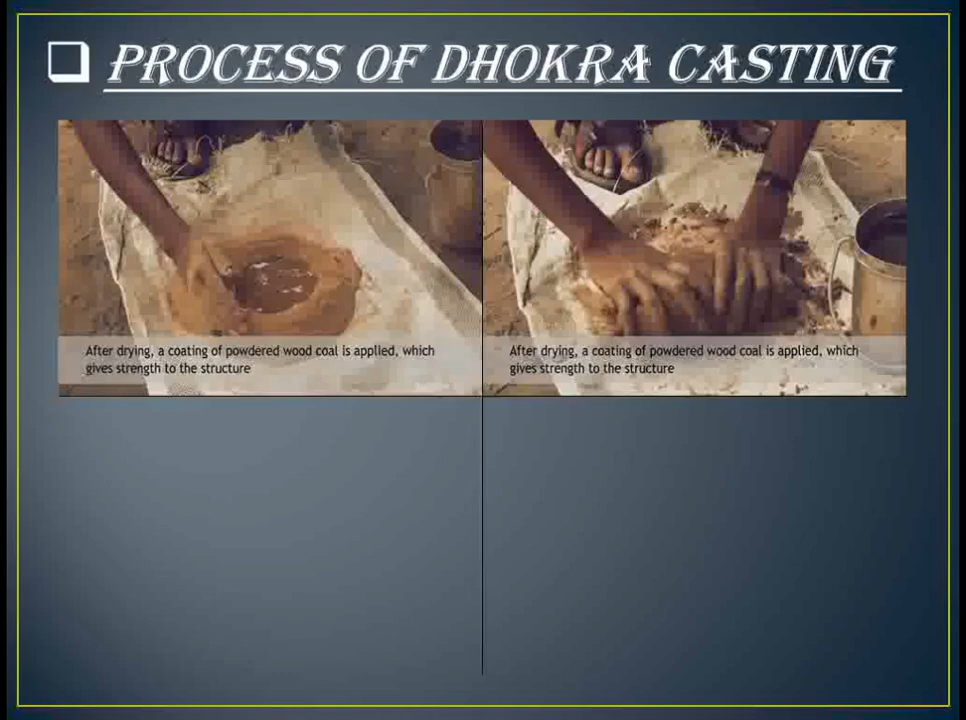 PROCESS OF DHOKRA CASTING
After drying, a coating of powdered wood coal is applied, which
gives strength to the structure
After drying, a coating of powdered wood coal is applied, which
gives strength to the structure